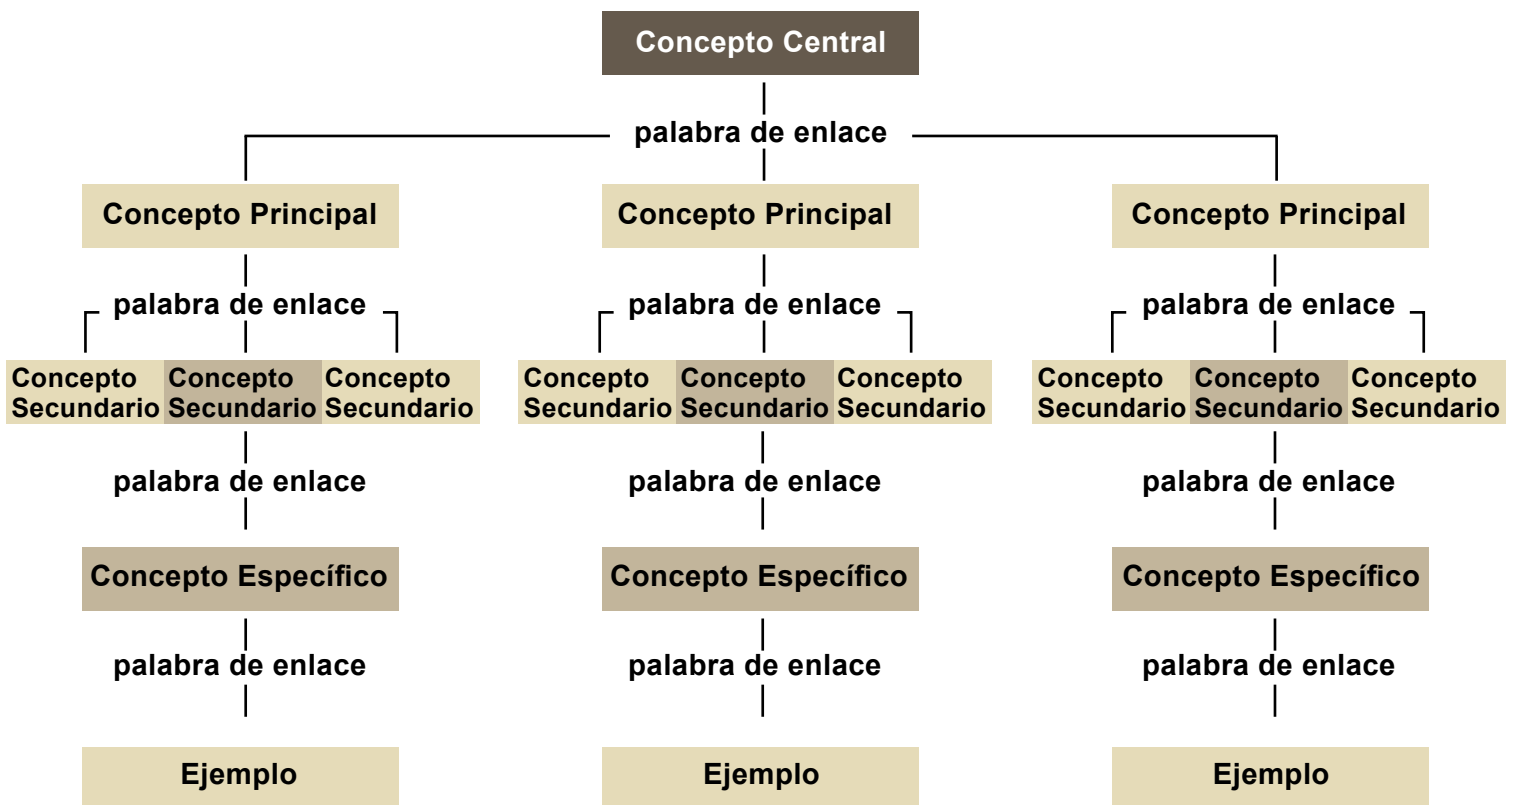 Concepto Central
palabra de enlace
Concepto Principal
Concepto Principal
Concepto Principal
palabra de enlace
palabra de enlace
palabra de enlace
Concepto
Secundario
Concepto
Secundario
Concepto
Secundario
Concepto
Secundario
Concepto
Secundario
Concepto
Secundario
Concepto
Secundario
Concepto
Secundario
Concepto
Secundario
palabra de enlace
palabra de enlace
palabra de enlace
Concepto Específico
Concepto Específico
Concepto Específico
palabra de enlace
palabra de enlace
palabra de enlace
Ejemplo
Ejemplo
Ejemplo